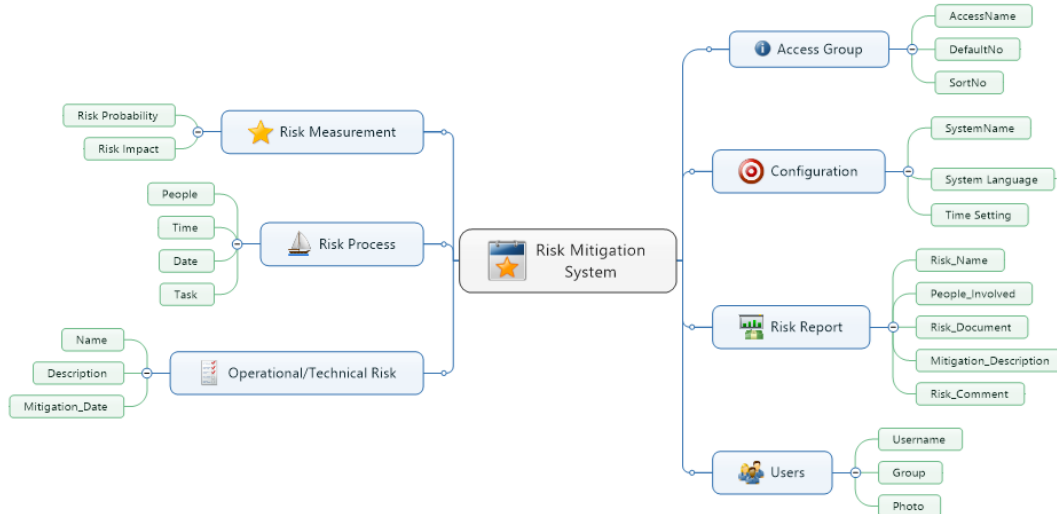 Risk Mitigation
System
Risk Measurement
Risk Probability
Risk Impact
Risk Process
People
Time
Date
Task
Operational/Technical Risk
Name
Description
Mitigation_Date
Access Group
AccessName
DefaultNo
SortNo
Configuration
SystemName
System Language
Time Setting
Risk Report
Risk_Name
People_Involved
Risk_Document
Mitigation_Description
Risk_Comment
Users
Username
Group
Photo